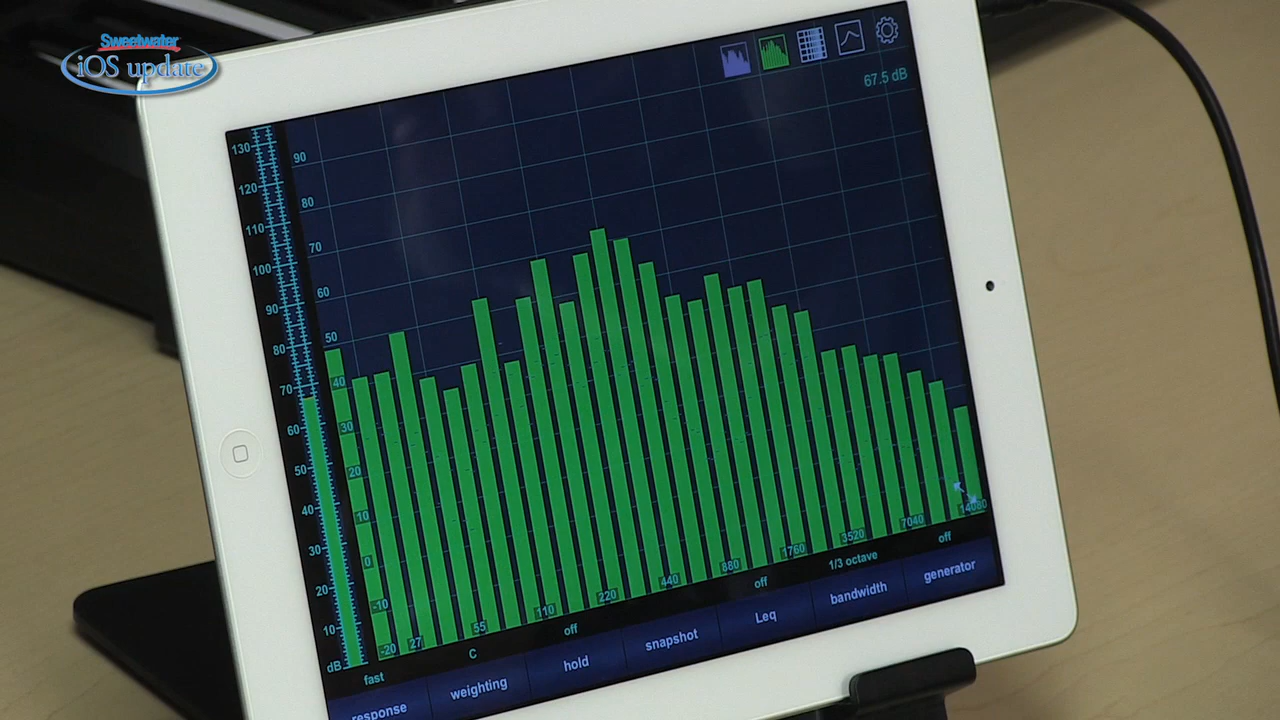 Sweetwater
iOS update
67.5 dB
130
120
110
100
90
80
70
60
50
40
30
20
10
dB
90
80
70
60
50
40
30
20
10
0
-10
-20
27
55
110
220
440
880
1760
3520
7040
14080
fast
C
off
off
1/3 octave
off
response
weighting
hold
snapshot
Leq
bandwidth
generator